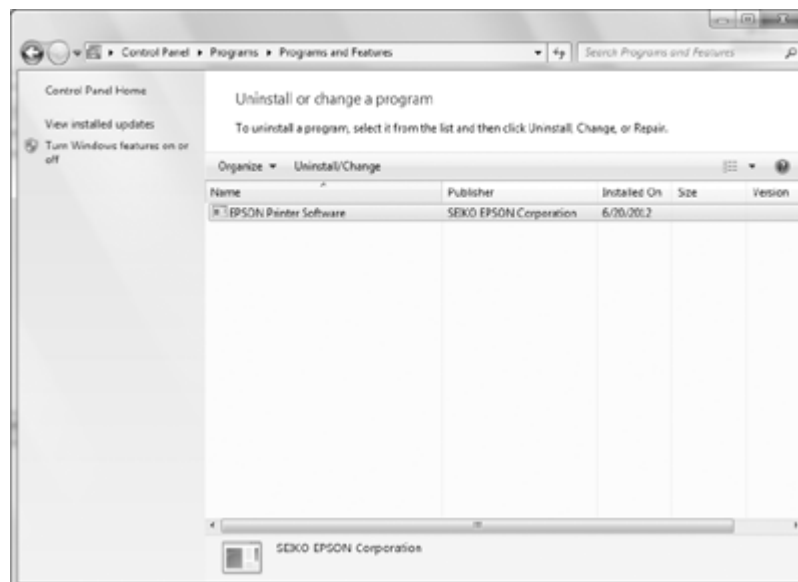 Control Panel ▸ Programs ▸ Programs and Features
Search Programs and Features
Control Panel Home
View installed updates
Turn Windows features on or
off
Uninstall or change a program
To uninstall a program, select it from the list and then click Uninstall, Change, or Repair.
Organize Uninstall/Change
Name Publisher Installed On Size Version
EPSON Printer Software SEIKO EPSON Corporation 6/20/2012
SEIKO EPSON Corporation